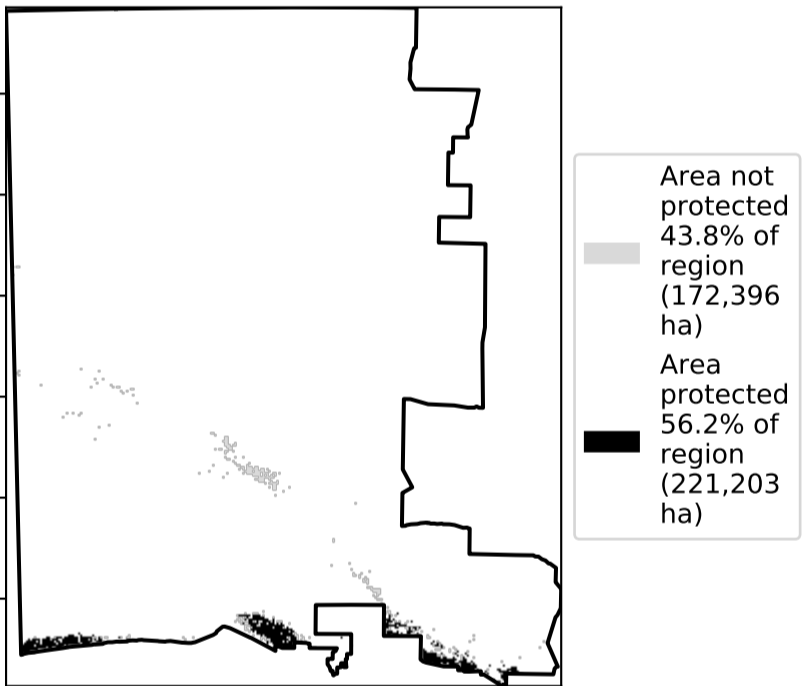 Area not
protected
43.8% of
region
(172,396
ha)
Area
protected
56.2% of
region
(221,203
ha)